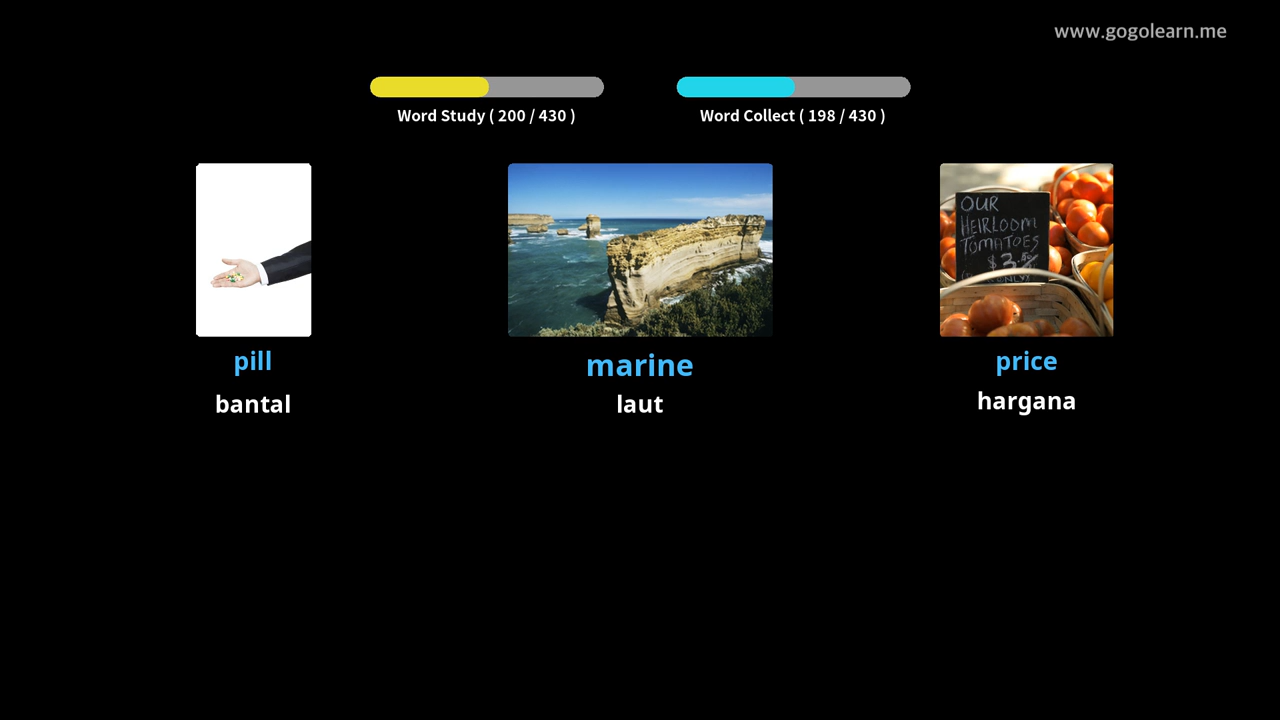 www.gogolearn.me
Word Study ( 200 / 430 )
Word Collect ( 198 / 430 )
OUR
HEIRLOOM
TOMATOES
$3.
pill
marine
price
bantal
laut
hargana